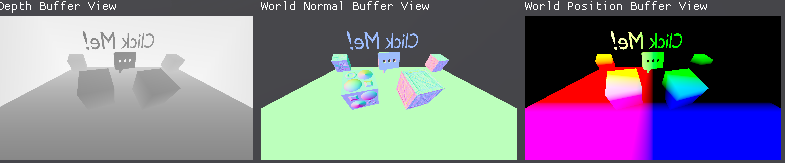 Depth Buffer View
World Normal Buffer View
World Position Buffer View
Click Me!
Click Me!
Click Me!